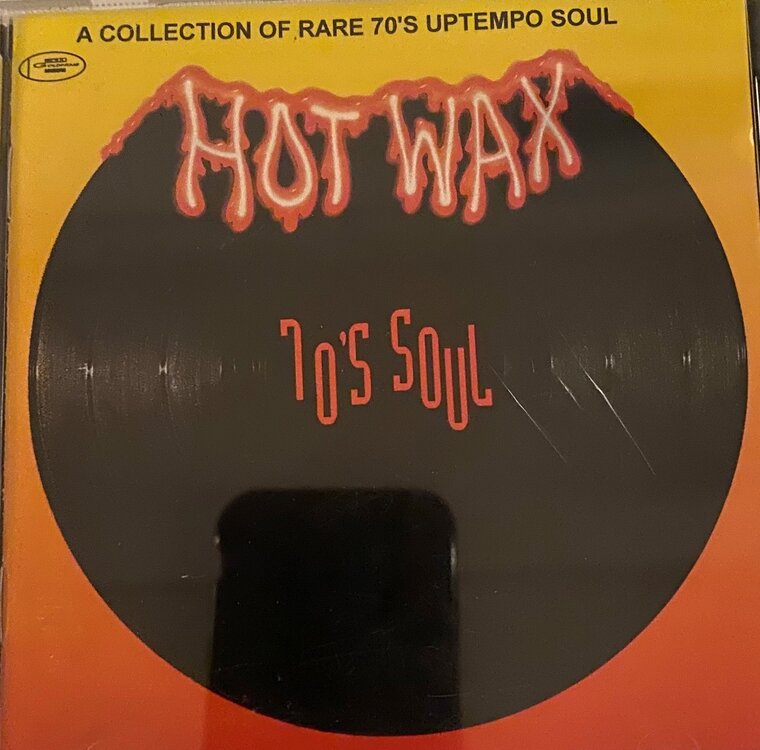 A COLLECTION OF RARE 70'S UPTEMPO SOUL
HOT WAX
70'S SOUL